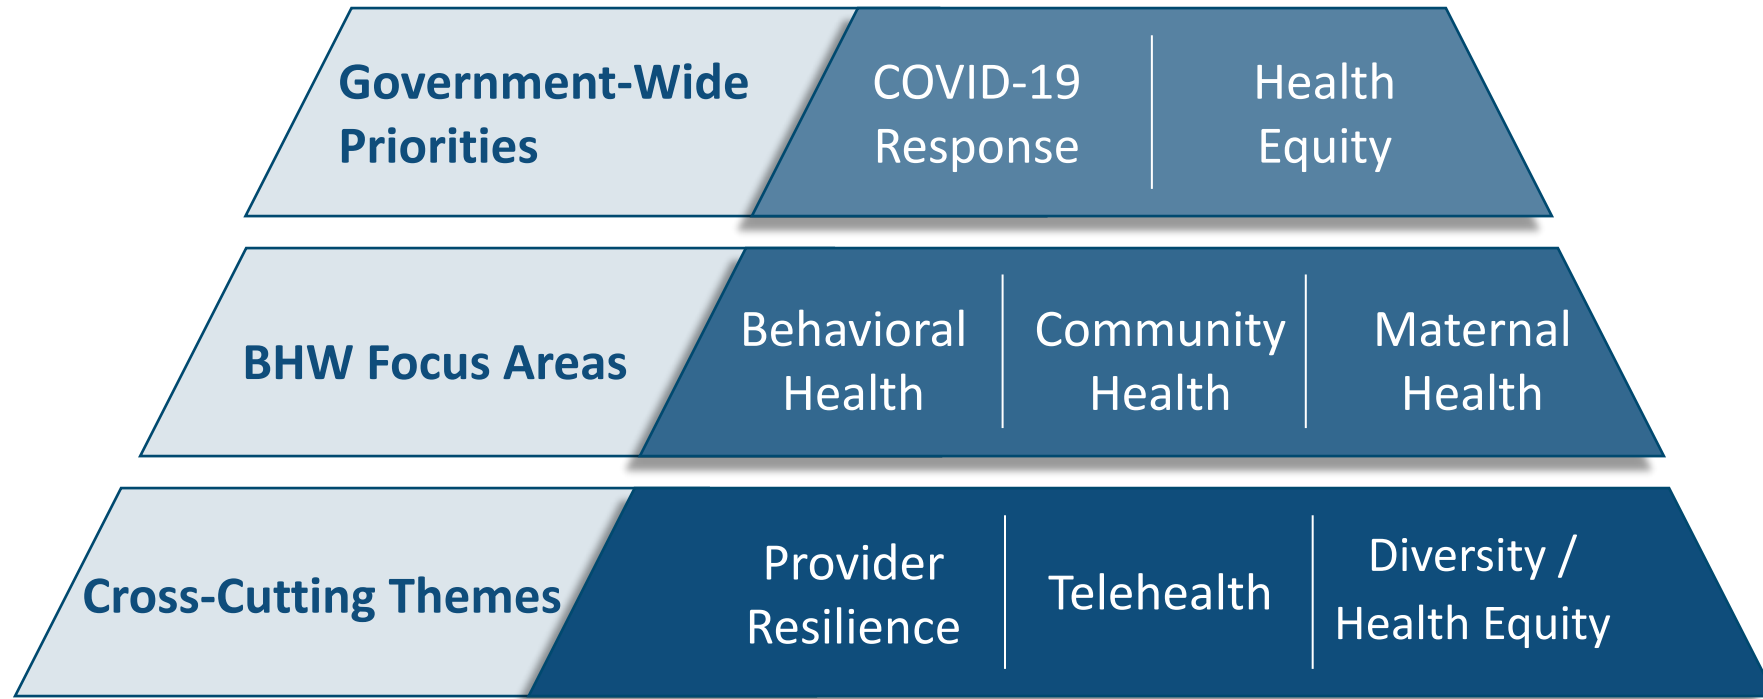 Government-Wide
Priorities
COVID-19
Response
Health
Equity
BHW Focus Areas
Behavioral
Health
Community
Health
Maternal
Health
Cross-Cutting Themes
Provider
Resilience
Telehealth
Diversity /
Health Equity